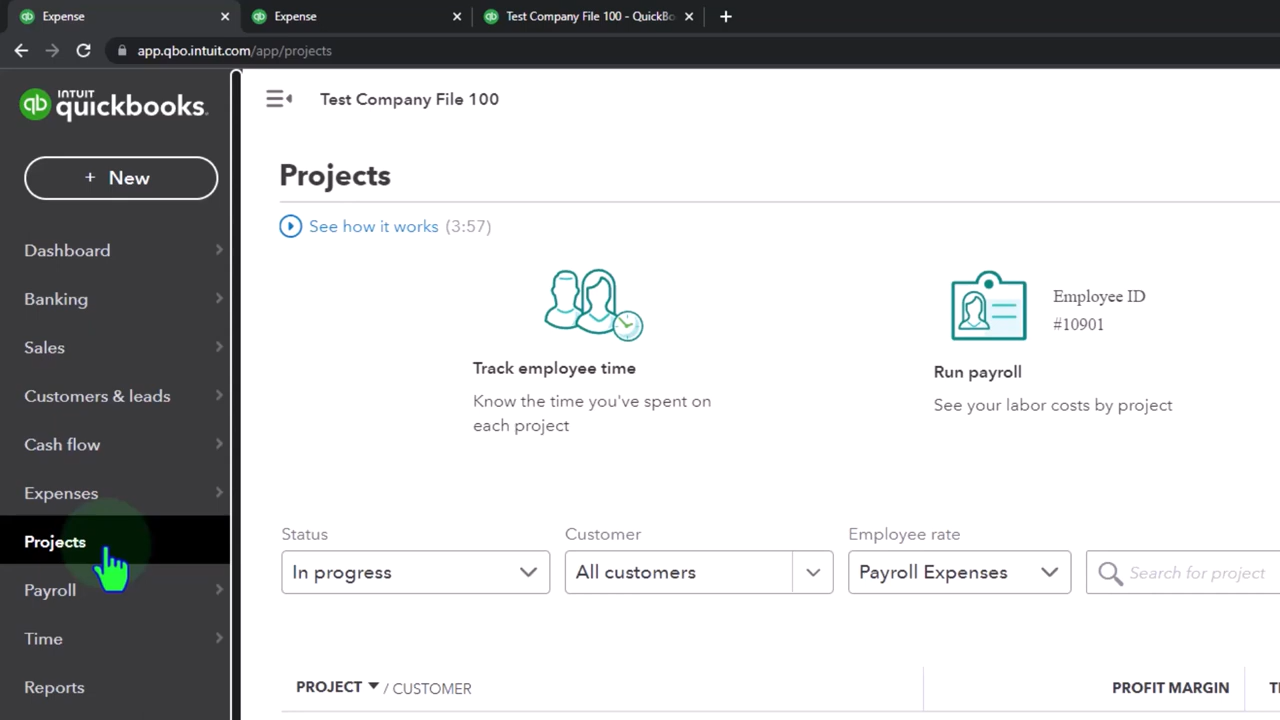 Expense
Expense
Test Company File 100 - QuickBo
app.qbo.intuit.com/app/projects
INTUIT
quickbooks.
qb
Test Company File 100
+ New
Projects
See how it works (3:57)
Dashboard
Banking
Sales
Customers & leads
Cash flow
Expenses
Projects
Payroll
Time
Reports
Employee ID
#10901
Track employee time
Know the time you've spent on
each project
Run payroll
See your labor costs by project
Status
Customer
Employee rate
In progress
All customers
Payroll Expenses
Search for project
PROJECT / CUSTOMER
PROFIT MARGIN